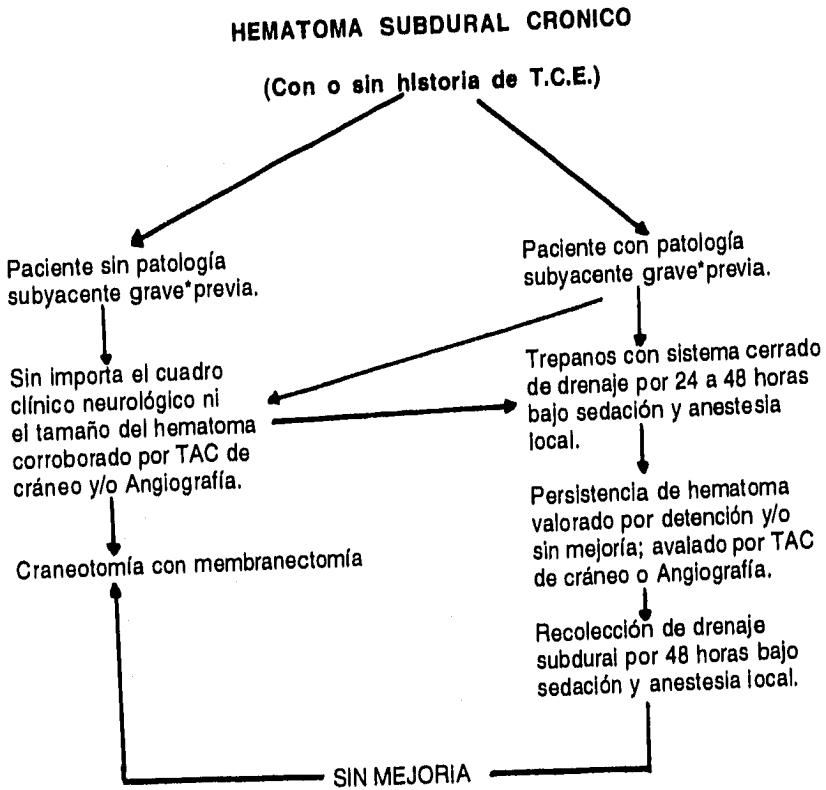 HEMATOMA SUBDURAL CRONICO
(Con o sin historia de T.C.E.)
Paciente sin patología
subyacente grave*previa.
Paciente con patología
subyacente grave*previa.
Sin importa el cuadro
clínico neurológico ni
el tamaño del hematoma
corroborado por TAC de
cráneo y/o Angiografía.
Trepanos con sistema cerrado
de drenaje por 24 a 48 horas
bajo sedación y anestesia
local.
Craneotomía con membranectomía
Persistencia de hematoma
valorado por detención y/o
sin mejoría; avalado por TAC
de cráneo o Angiografía.
Recolección de drenaje
subdural por 48 horas bajo
sedación y anestesia local.
SIN MEJORIA